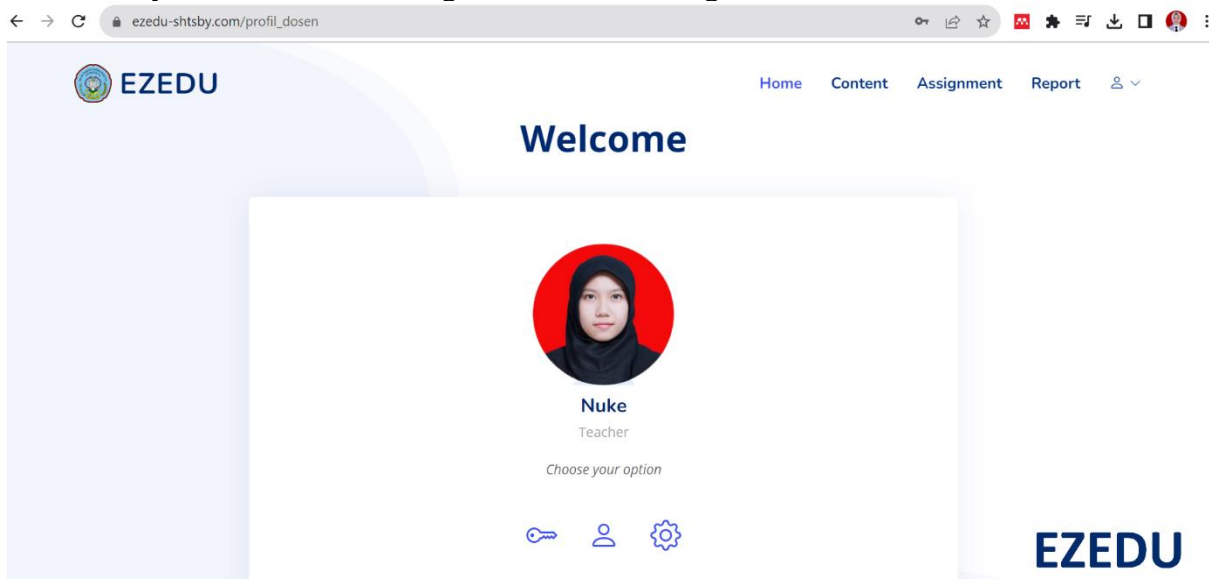 ezedu-shtsby.com/profil_dosen
EZEDU
Home Content Assignment Report
Welcome
Nuke
Teacher
Choose your option
EZEDU